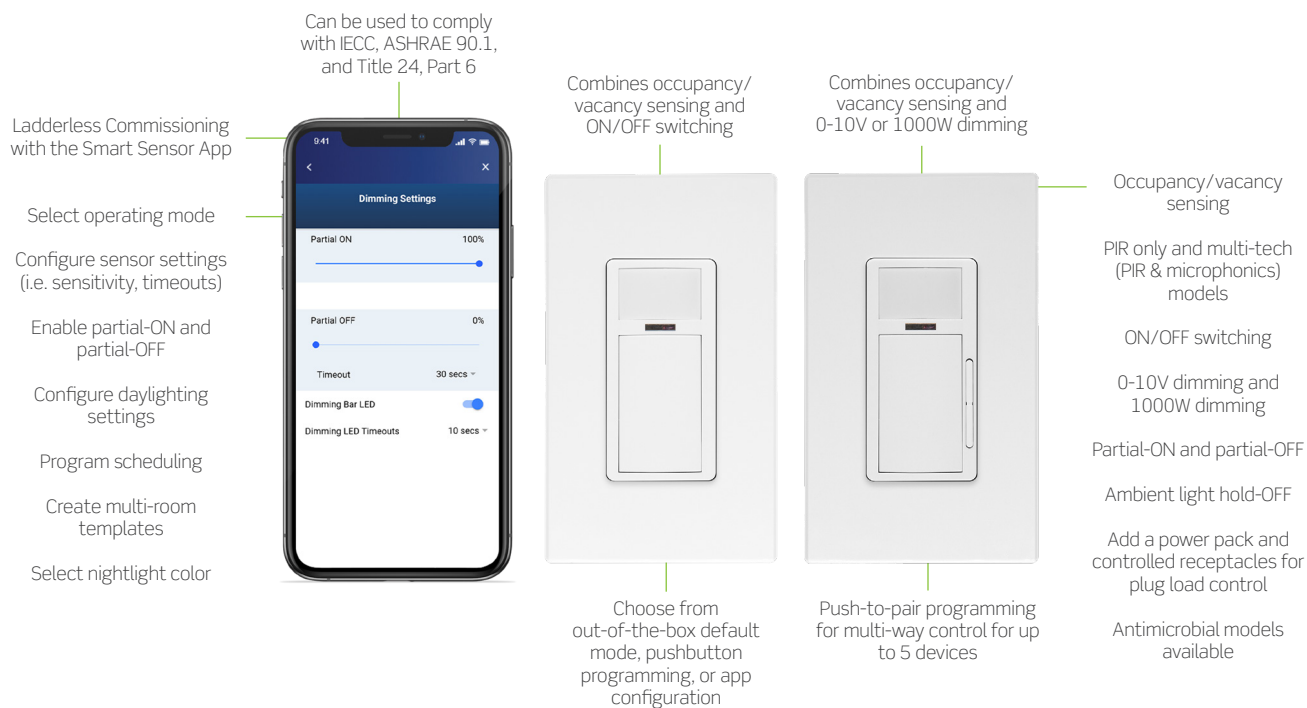 Can be used to comply
with IECC, ASHRAE 90.1,
and Title 24, Part 6
Ladderless Commissioning
with the Smart Sensor App
Select operating mode
Configure sensor settings
(i.e. sensitivity, timeouts)
Enable partial-ON and
partial-OFF
Configure daylighting
settings
Program scheduling
Create multi-room
templates
Select nightlight color
9:41
Dimming Settings
Partial ON 100%
Partial OFF 0%
Timeout 30 secs
Dimming Bar LED
Dimming LED Timeouts 10 secs
Combines occupancy/
vacancy sensing and
ON/OFF switching
Choose from
out-of-the-box default
mode, pushbutton
programming, or app
configuration
Combines occupancy/
vacancy sensing and
0-10V or 1000W dimming
Push-to-pair programming
for multi-way control for up
to 5 devices
Occupancy/vacancy
sensing
PIR only and multi-tech
(PIR & microphonics)
models
ON/OFF switching
0-10V dimming and
1000W dimming
Partial-ON and partial-OFF
Ambient light hold-OFF
Add a power pack and
controlled receptacles for
plug load control
Antimicrobial models
available